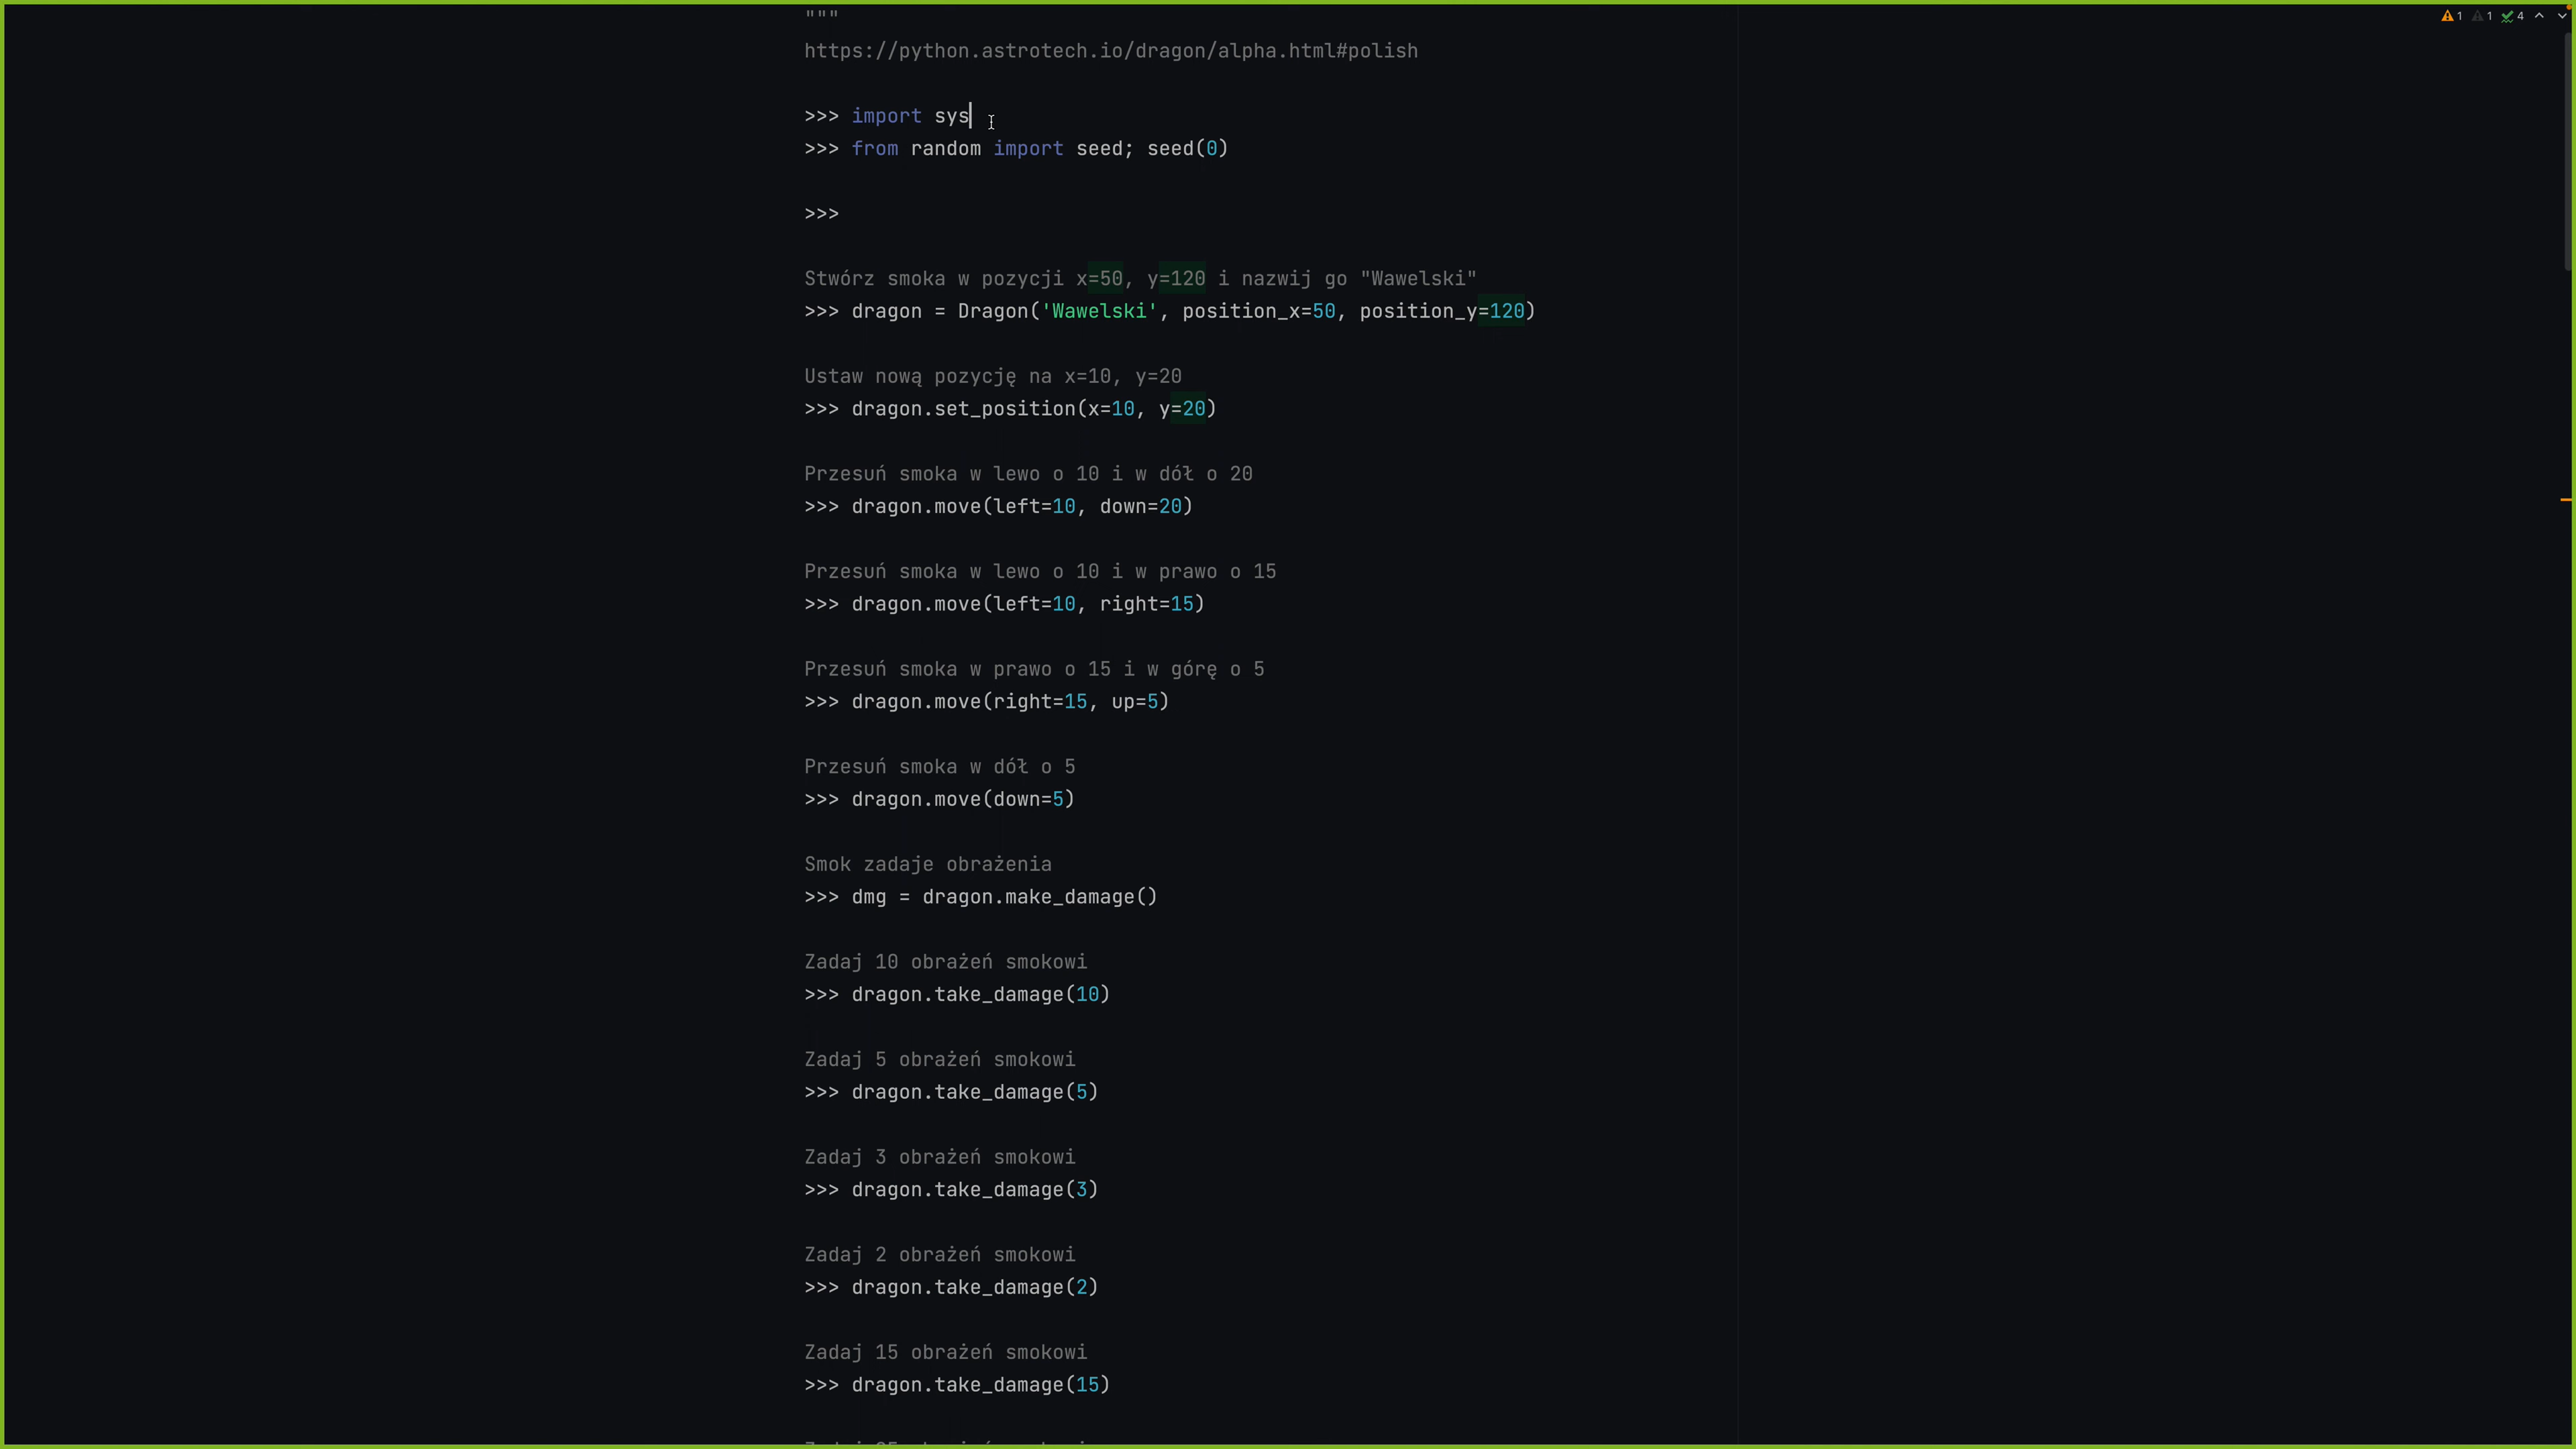 """
1 1 4
https://python.astrotech.io/dragon/alpha.html#polish
>>> import sys
>>> from random import seed; seed(0)
>>>
Stwórz smoka w pozycji x=50, y=120 i nazwij go "Wawelski"
>>> dragon = Dragon('Wawelski', position_x=50, position_y=120)
Ustaw nową pozycję na x=10, y=20
>>> dragon.set_position(x=10, y=20)
Przesuń smoka w lewo o 10 i w dół o 20
>>> dragon.move(left=10, down=20)
Przesuń smoka w lewo o 10 i w prawo o 15
>>> dragon.move(left=10, right=15)
Przesuń smoka w prawo o 15 i w górę o 5
>>> dragon.move(right=15, up=5)
Przesuń smoka w dół o 5
>>> dragon.move(down=5)
Smok zadaje obrażenia
>>> dmg = dragon.make_damage()
Zadaj 10 obrażeń smokowi
>>> dragon.take_damage(10)
Zadaj 5 obrażeń smokowi
>>> dragon.take_damage(5)
Zadaj 3 obrażeń smokowi
>>> dragon.take_damage(3)
Zadaj 2 obrażeń smokowi
>>> dragon.take_damage(2)
Zadaj 15 obrażeń smokowi
>>> dragon.take_damage(15)